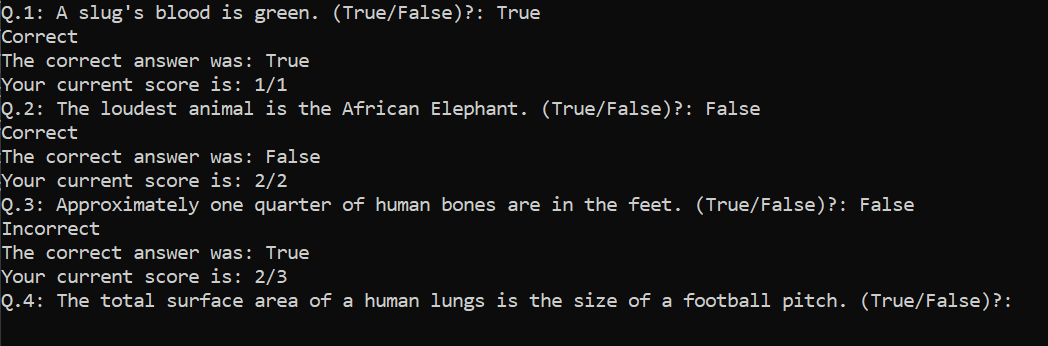 Q.1: A slug's blood is green. (True/False)?: True
Correct
The correct answer was: True
Your current score is: 1/1
Q.2: The loudest animal is the African Elephant. (True/False)?: False
Correct
The correct answer was: False
Your current score is: 2/2
Q.3: Approximately one quarter of human bones are in the feet. (True/False)?: False
Incorrect
The correct answer was: True
Your current score is: 2/3
Q.4: The total surface area of a human lungs is the size of a football pitch. (True/False)?: